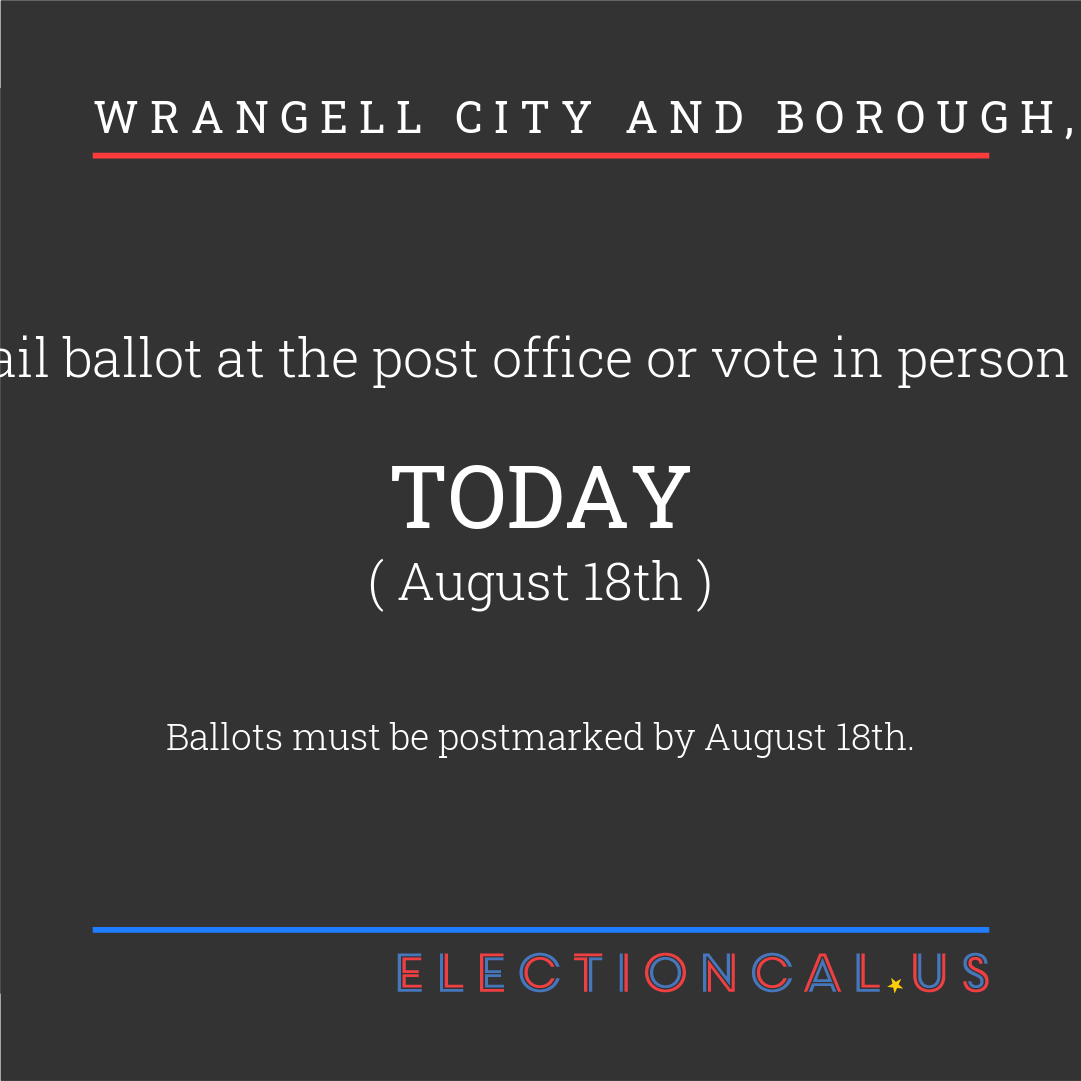 WRANGELL CITY AND BOROUGH,
ail ballot at the post office or vote in person
TODAY
( August 18th )
Ballots must be postmarked by August 18th.
ELECTIONCAL.US